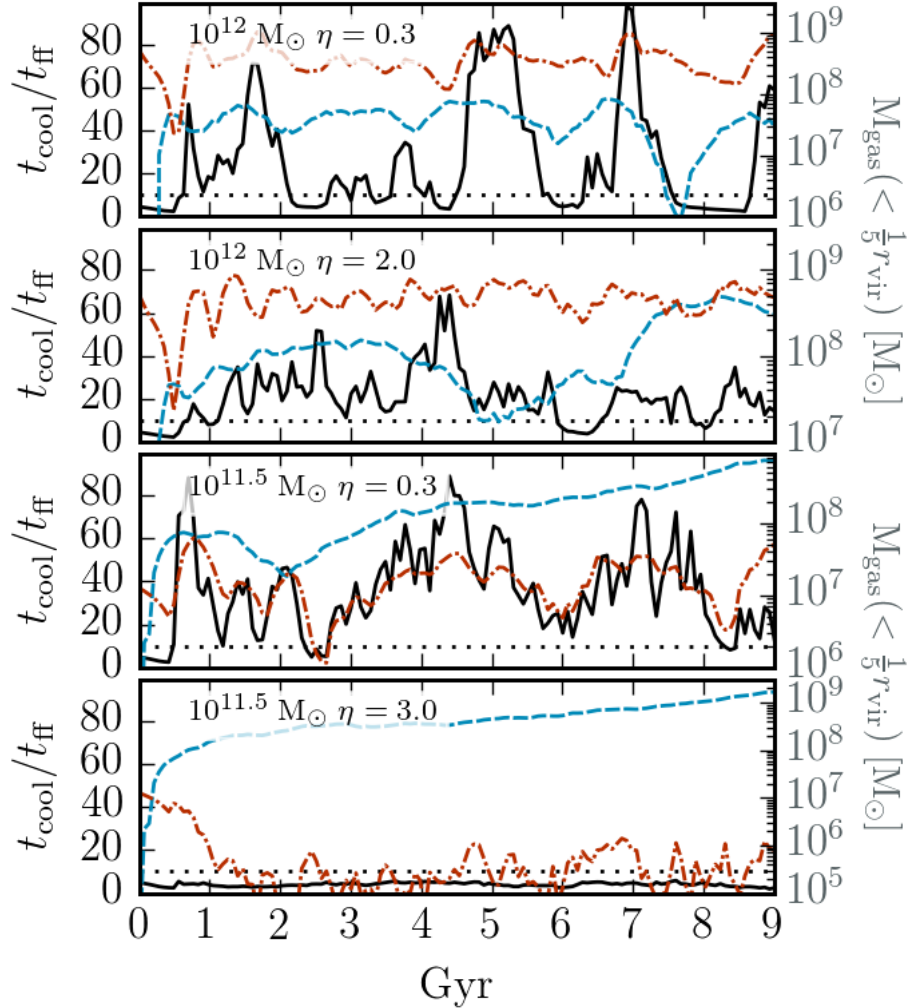 10¹² M⊙ η = 0.3
t_cool/t_ff
80
60
40
20
0
10⁹
10⁸
10⁷
10⁶
M_gas(< 1/5 r_vir) [M⊙]
10¹² M⊙ η = 2.0
t_cool/t_ff
80
60
40
20
0
10⁹
10⁸
10⁷
10^11.5 M⊙ η = 0.3
t_cool/t_ff
80
60
40
20
0
10⁸
10⁷
10⁶
M_gas(< 1/5 r_vir) [M⊙]
10^11.5 M⊙ η = 3.0
t_cool/t_ff
80
60
40
20
0
10⁹
10⁸
10⁷
10⁶
10⁵
0 1 2 3 4 5 6 7 8 9
Gyr